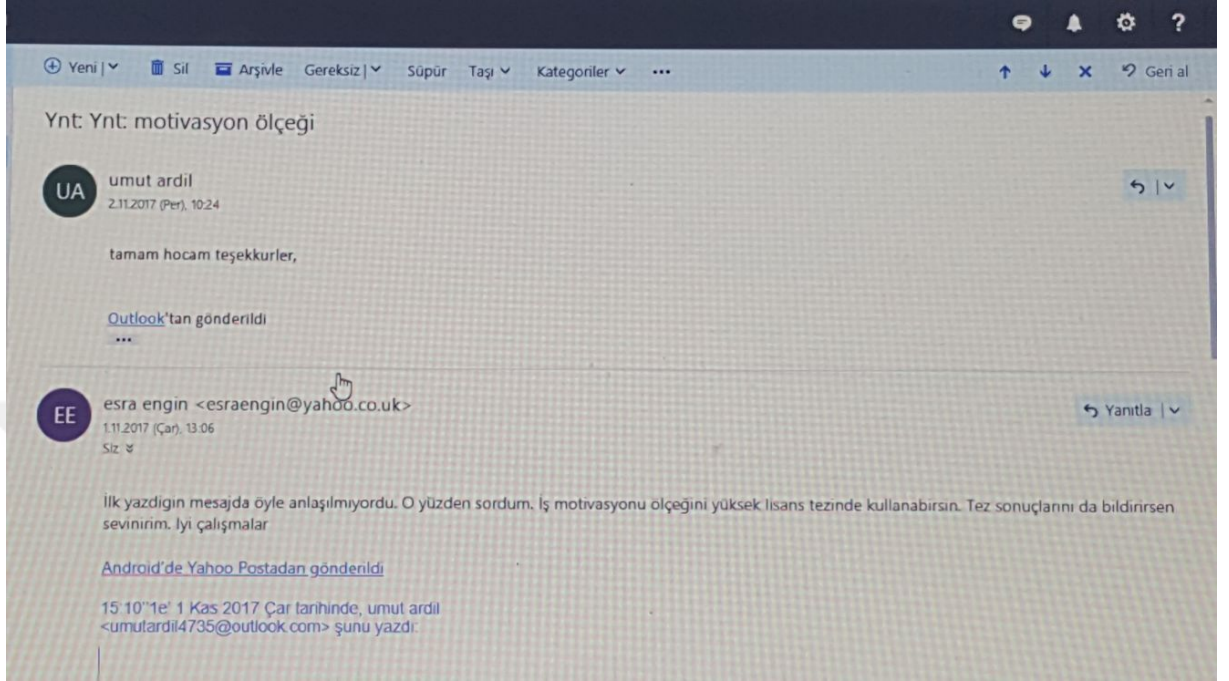 Yeni
Sil
Arşivle
Gereksiz
Süpür
Taşı
Kategoriler
Geri al
Ynt: Ynt: motivasyon ölçeği
UA
umut ardil
2.11.2017 (Per), 10:24
tamam hocam teşekkurler,
Outlook'tan gönderildi
EE
esra engin <esraengin@yahoo.co.uk>
1.11.2017 (Çar), 13:06
Siz
Yanıtla
İlk yazdigın mesajda öyle anlaşılmıyordu. O yüzden sordum. İş motivasyonu ölçeğini yüksek lisans tezinde kullanabirsin. Tez sonuçlarını da bildirirsen
sevinirim. Iyi çalışmalar
Android'de Yahoo Postadan gönderildi
15:10"1e' 1 Kas 2017 Çar tarihinde, umut ardil
<umutardil4735@outlook.com> şunu yazdı: